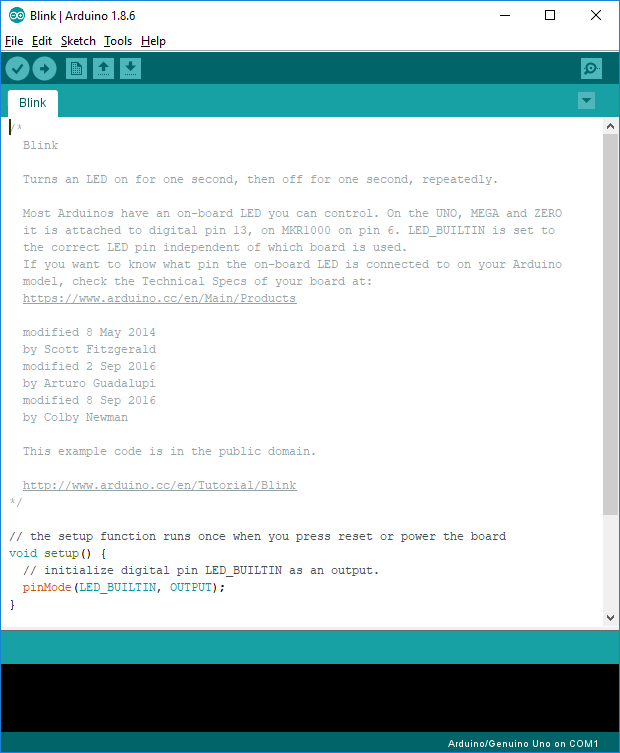 Blink | Arduino 1.8.6
File Edit Sketch Tools Help
Blink
/*
  Blink
  Turns an LED on for one second, then off for one second, repeatedly.
  Most Arduinos have an on-board LED you can control. On the UNO, MEGA and ZERO
  it is attached to digital pin 13, on MKR1000 on pin 6. LED_BUILTIN is set to
  the correct LED pin independent of which board is used.
  If you want to know what pin the on-board LED is connected to on your Arduino
  model, check the Technical Specs of your board at:
  https://www.arduino.cc/en/Main/Products
  modified 8 May 2014
  by Scott Fitzgerald
  modified 2 Sep 2016
  by Arturo Guadalupi
  modified 8 Sep 2016
  by Colby Newman
  This example code is in the public domain.
  http://www.arduino.cc/en/Tutorial/Blink
*/
// the setup function runs once when you press reset or power the board
void setup() {
  // initialize digital pin LED_BUILTIN as an output.
  pinMode(LED_BUILTIN, OUTPUT);
}
Arduino/Genuino Uno on COM1